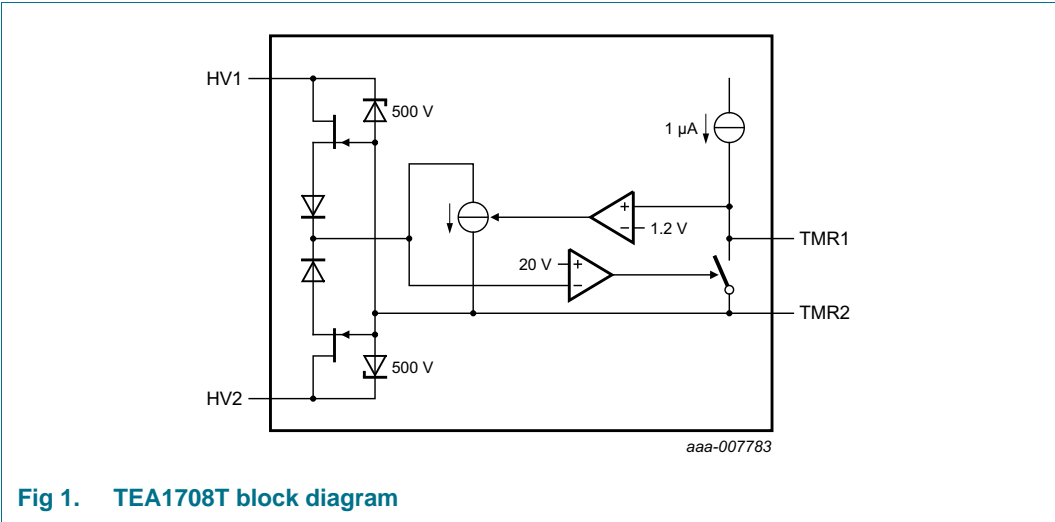 HV1
500 V
1 µA
+
−
1.2 V
TMR1
20 V
+
−
TMR2
500 V
HV2
aaa-007783
Fig 1. TEA1708T block diagram